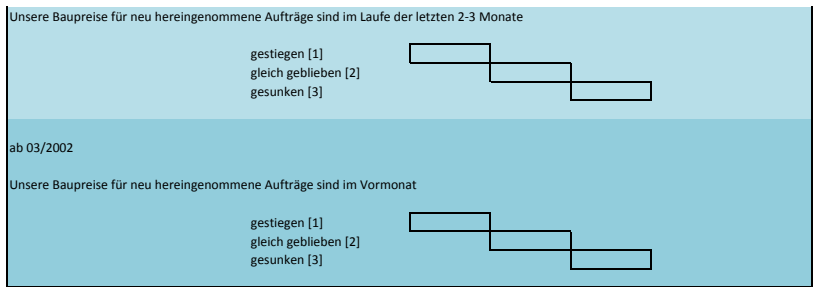 Unsere Baupreise für neu hereingenommene Aufträge sind im Laufe der letzten 2-3 Monate
gestiegen [1]
gleich geblieben [2]
gesunken [3]
ab 03/2002
Unsere Baupreise für neu hereingenommene Aufträge sind im Vormonat
gestiegen [1]
gleich geblieben [2]
gesunken [3]